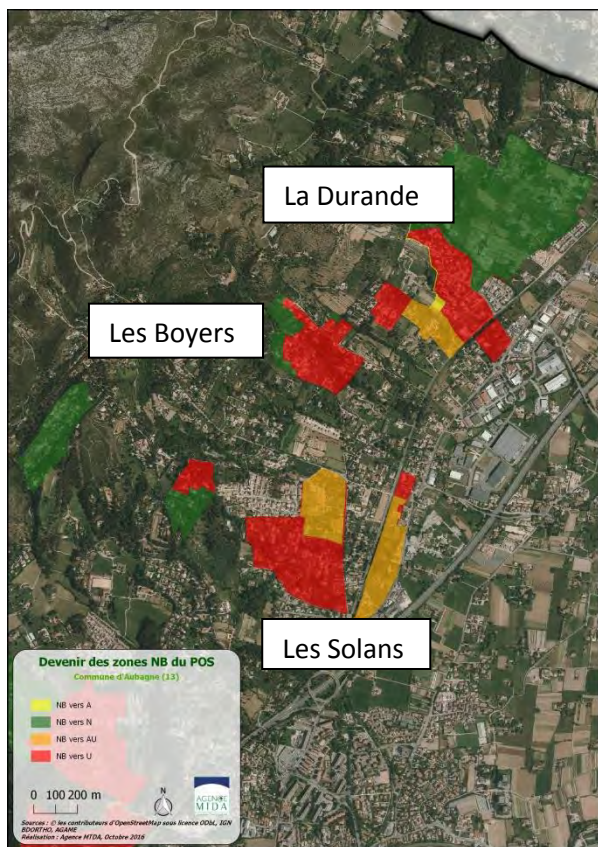 La Durande
Les Boyers
Les Solans
Devenir des zones NB du POS
Commune d'Aubagne (13)
NB vers A
NB vers N
NB vers AU
NB vers U
0 100 200 m
N
AGENCE
MTDA
Sources : © les contributeurs d'OpenStreetMap sous licence ODbL, IGN
BDORTHO, AGAME
Réalisation : Agence MTDA, Octobre 2016